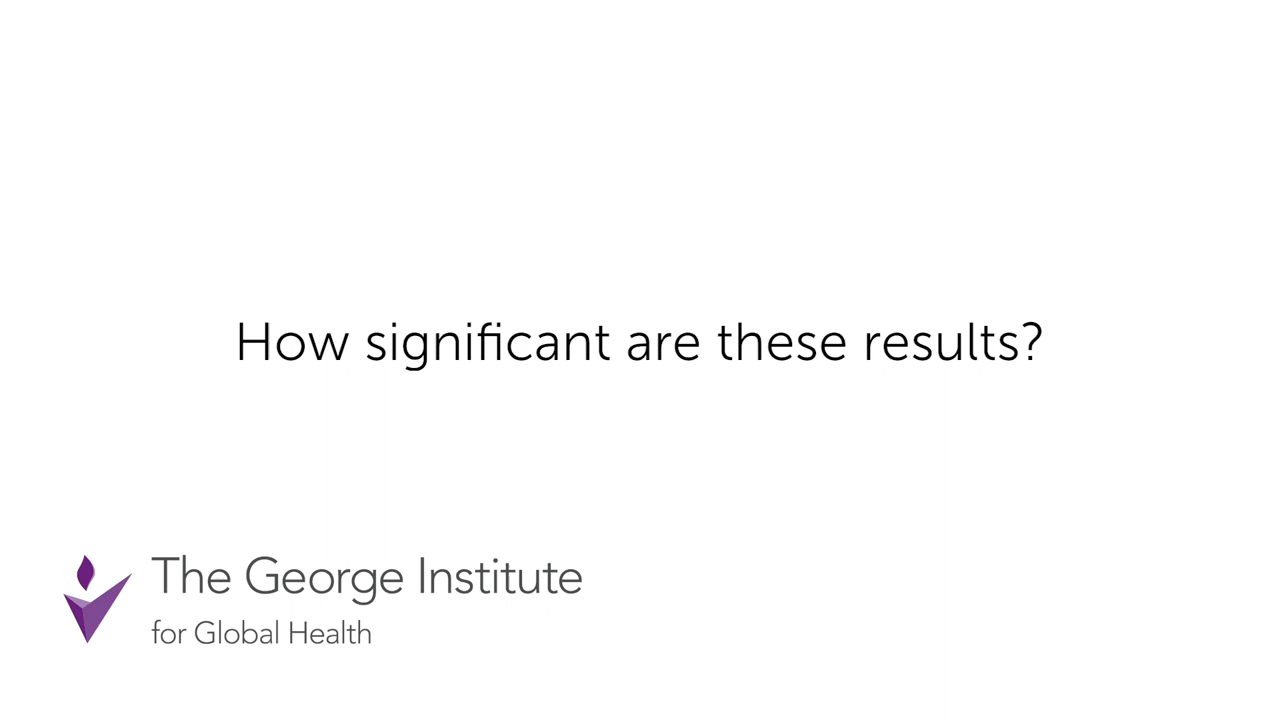 How significant are these results?
The George Institute
for Global Health